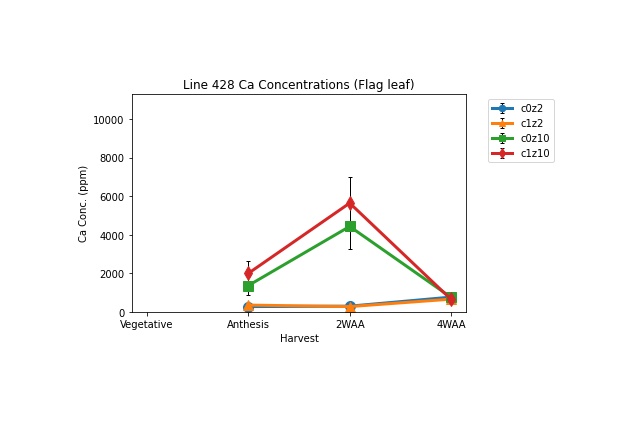 Line 428 Ca Concentrations (Flag leaf)
c0z2
c1z2
c0z10
c1z10
10000
8000
6000
4000
2000
0
Ca Conc. (ppm)
Vegetative Anthesis 2WAA 4WAA
Harvest